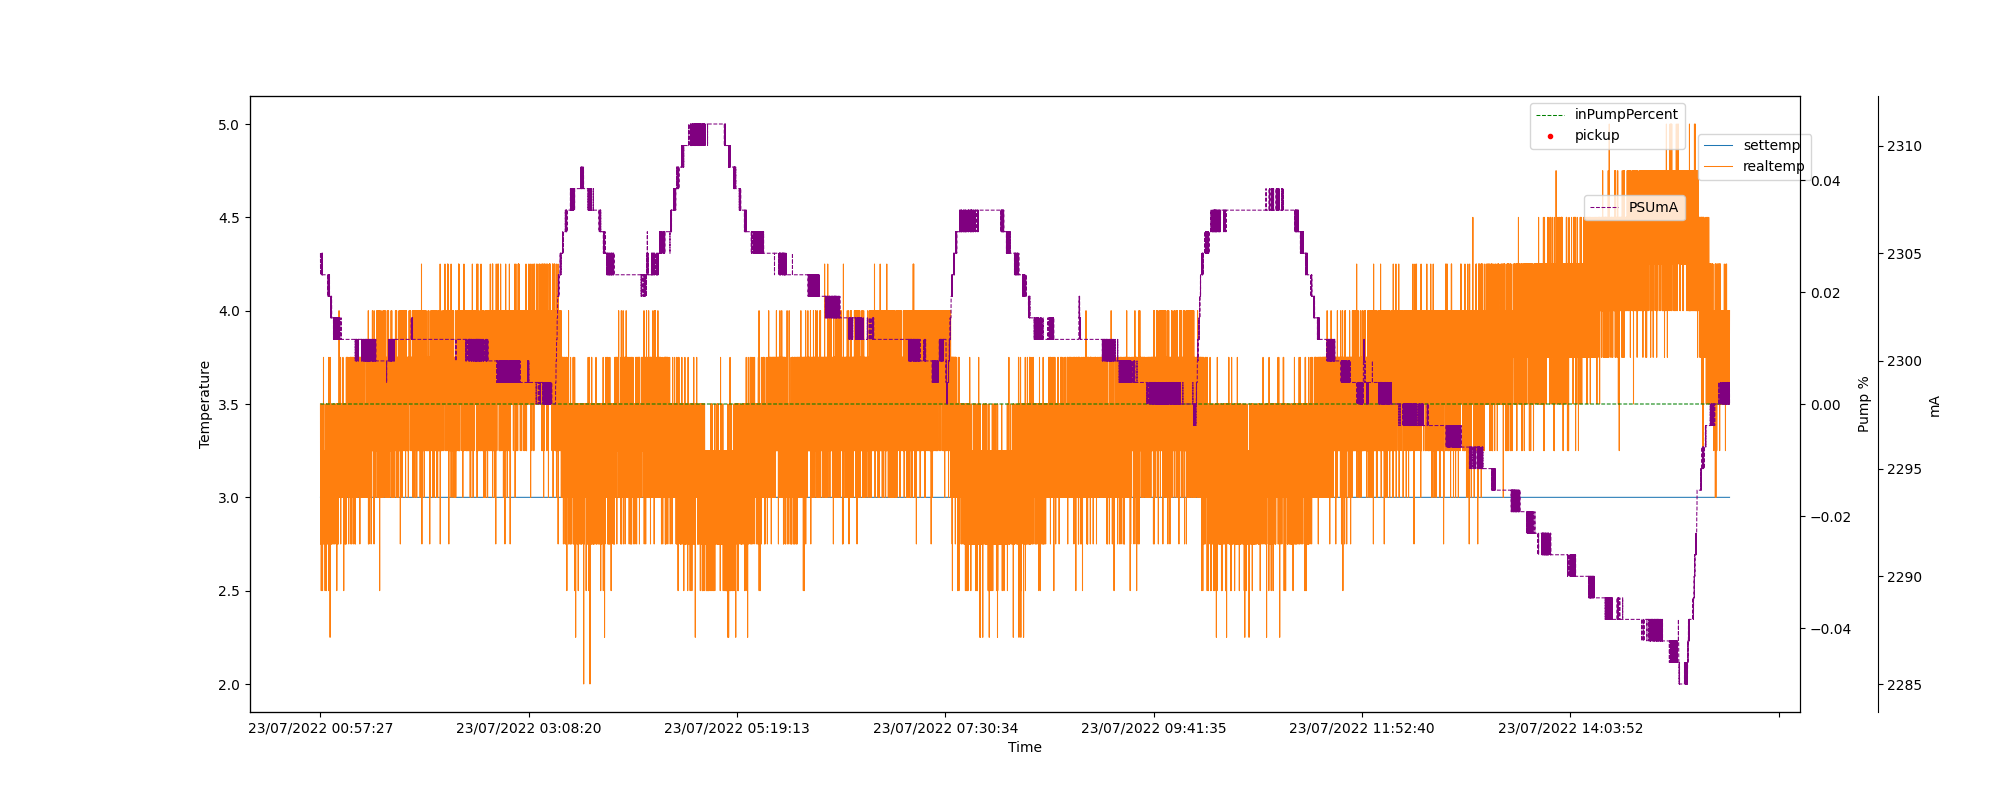 inPumpPercent
pickup
settemp
realtemp
PSUmA
5.0
4.5
4.0
3.5
3.0
2.5
2.0
Temperature
0.04
0.02
0.00
−0.02
−0.04
Pump %
2310
2305
2300
2295
2290
2285
mA
23/07/2022 00:57:27
23/07/2022 03:08:20
23/07/2022 05:19:13
23/07/2022 07:30:34
23/07/2022 09:41:35
23/07/2022 11:52:40
23/07/2022 14:03:52
Time